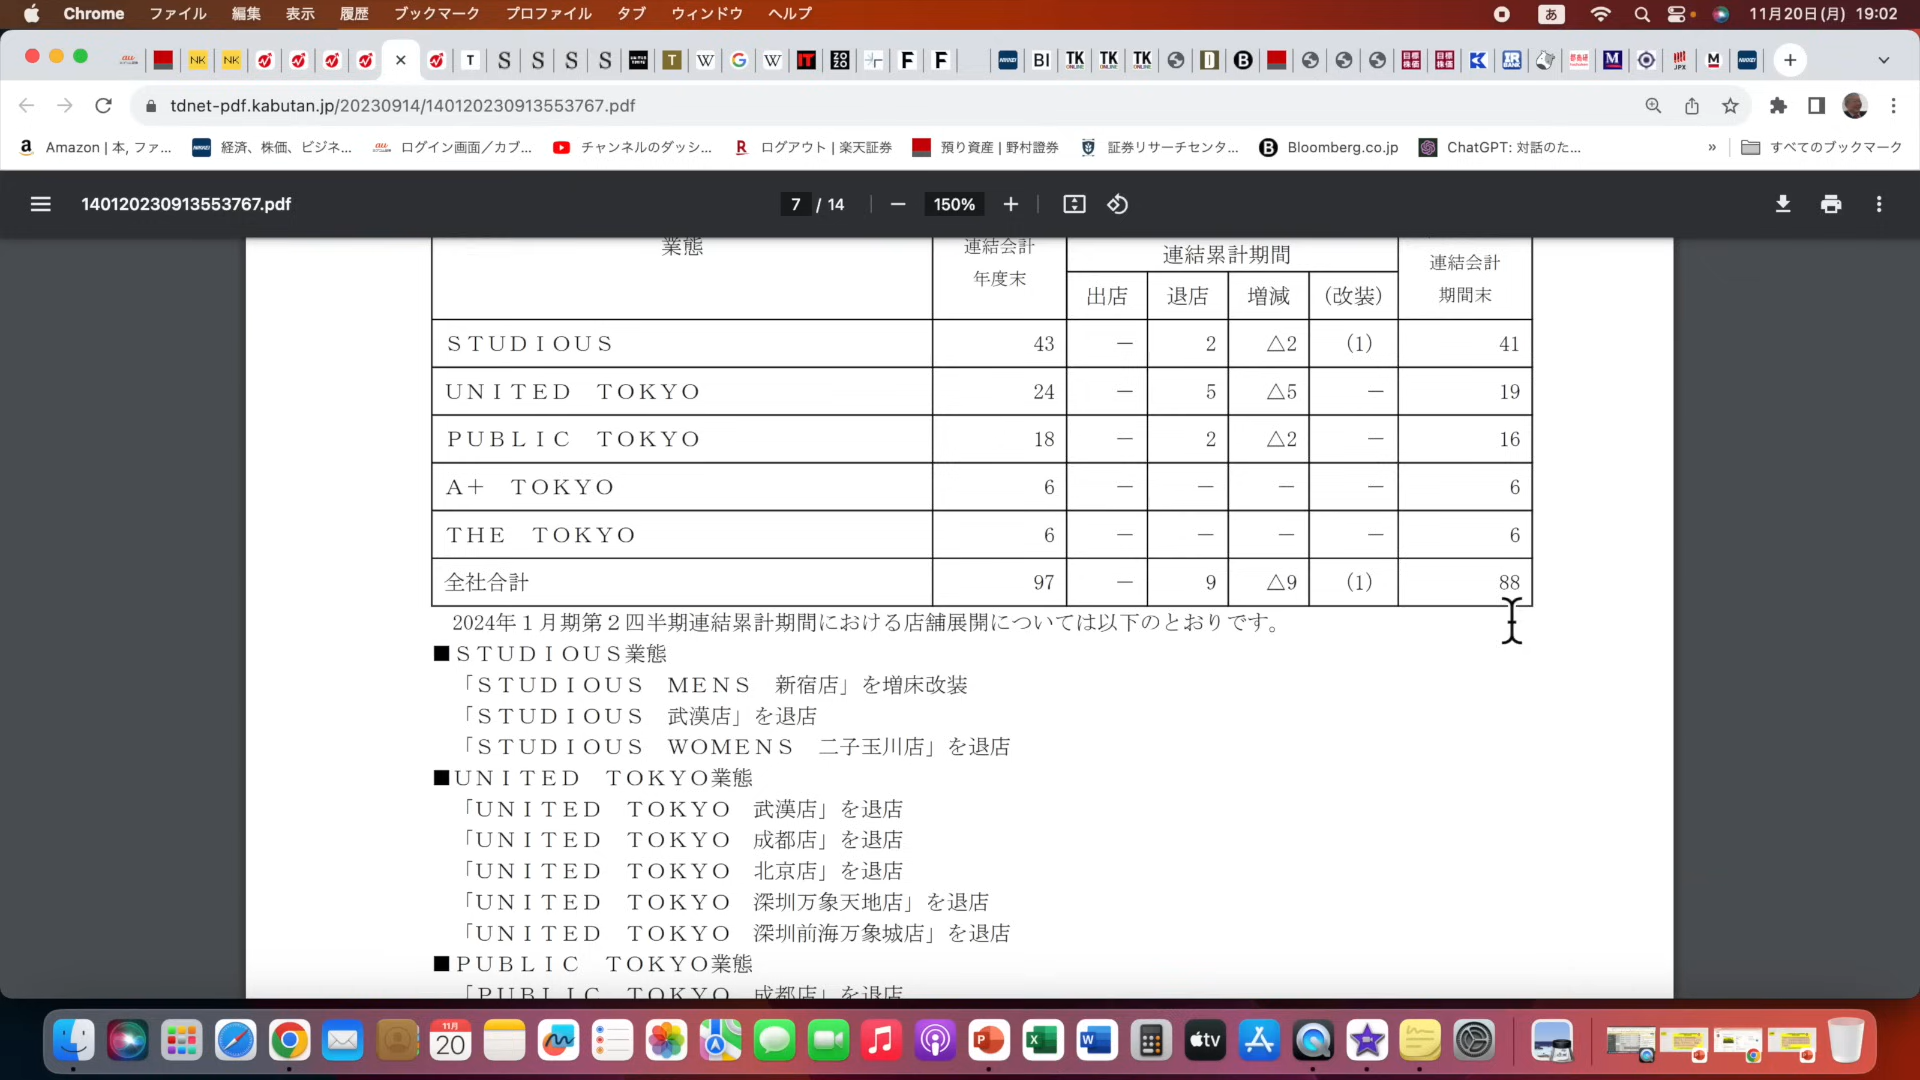 Chrome ファイル 編集 表示 履歴 ブックマーク プロファイル タブ ウィンドウ ヘルプ あ 11月20日(月) 19:02
tdnet-pdf.kabutan.jp/20230914/140120230913553767.pdf
Amazon | 本, ファ... 経済、株価、ビジネ... ログイン画面／カブ... チャンネルのダッシ... ログアウト | 楽天証券 預り資産 | 野村證券 証券リサーチセンタ... Bloomberg.co.jp ChatGPT: 対話のた... » すべてのブックマーク
140120230913553767.pdf 7 / 14 150%
業態 連結会計 連結累計期間 連結会計
年度末 期間末
出店 退店 増減 （改装）
ＳＴＵＤＩＯＵＳ 43 － 2 △2 （1） 41
ＵＮＩＴＥＤ　ＴＯＫＹＯ 24 － 5 △5 － 19
ＰＵＢＬＩＣ　ＴＯＫＹＯ 18 － 2 △2 － 16
Ａ＋　ＴＯＫＹＯ 6 － － － － 6
ＴＨＥ　ＴＯＫＹＯ 6 － － － － 6
全社合計 97 － 9 △9 （1） 88
2024年１月期第２四半期連結累計期間における店舗展開については以下のとおりです。
■ＳＴＵＤＩＯＵＳ業態
「ＳＴＵＤＩＯＵＳ　ＭＥＮＳ　新宿店」を増床改装
「ＳＴＵＤＩＯＵＳ　武漢店」を退店
「ＳＴＵＤＩＯＵＳ　ＷＯＭＥＮＳ　二子玉川店」を退店
■ＵＮＩＴＥＤ　ＴＯＫＹＯ業態
「ＵＮＩＴＥＤ　ＴＯＫＹＯ　武漢店」を退店
「ＵＮＩＴＥＤ　ＴＯＫＹＯ　成都店」を退店
「ＵＮＩＴＥＤ　ＴＯＫＹＯ　北京店」を退店
「ＵＮＩＴＥＤ　ＴＯＫＹＯ　深圳万象天地店」を退店
「ＵＮＩＴＥＤ　ＴＯＫＹＯ　深圳前海万象城店」を退店
■ＰＵＢＬＩＣ　ＴＯＫＹＯ業態
「ＰＵＢＬＩＣ　ＴＯＫＹＯ　成都店」を退店
11月
20 tv